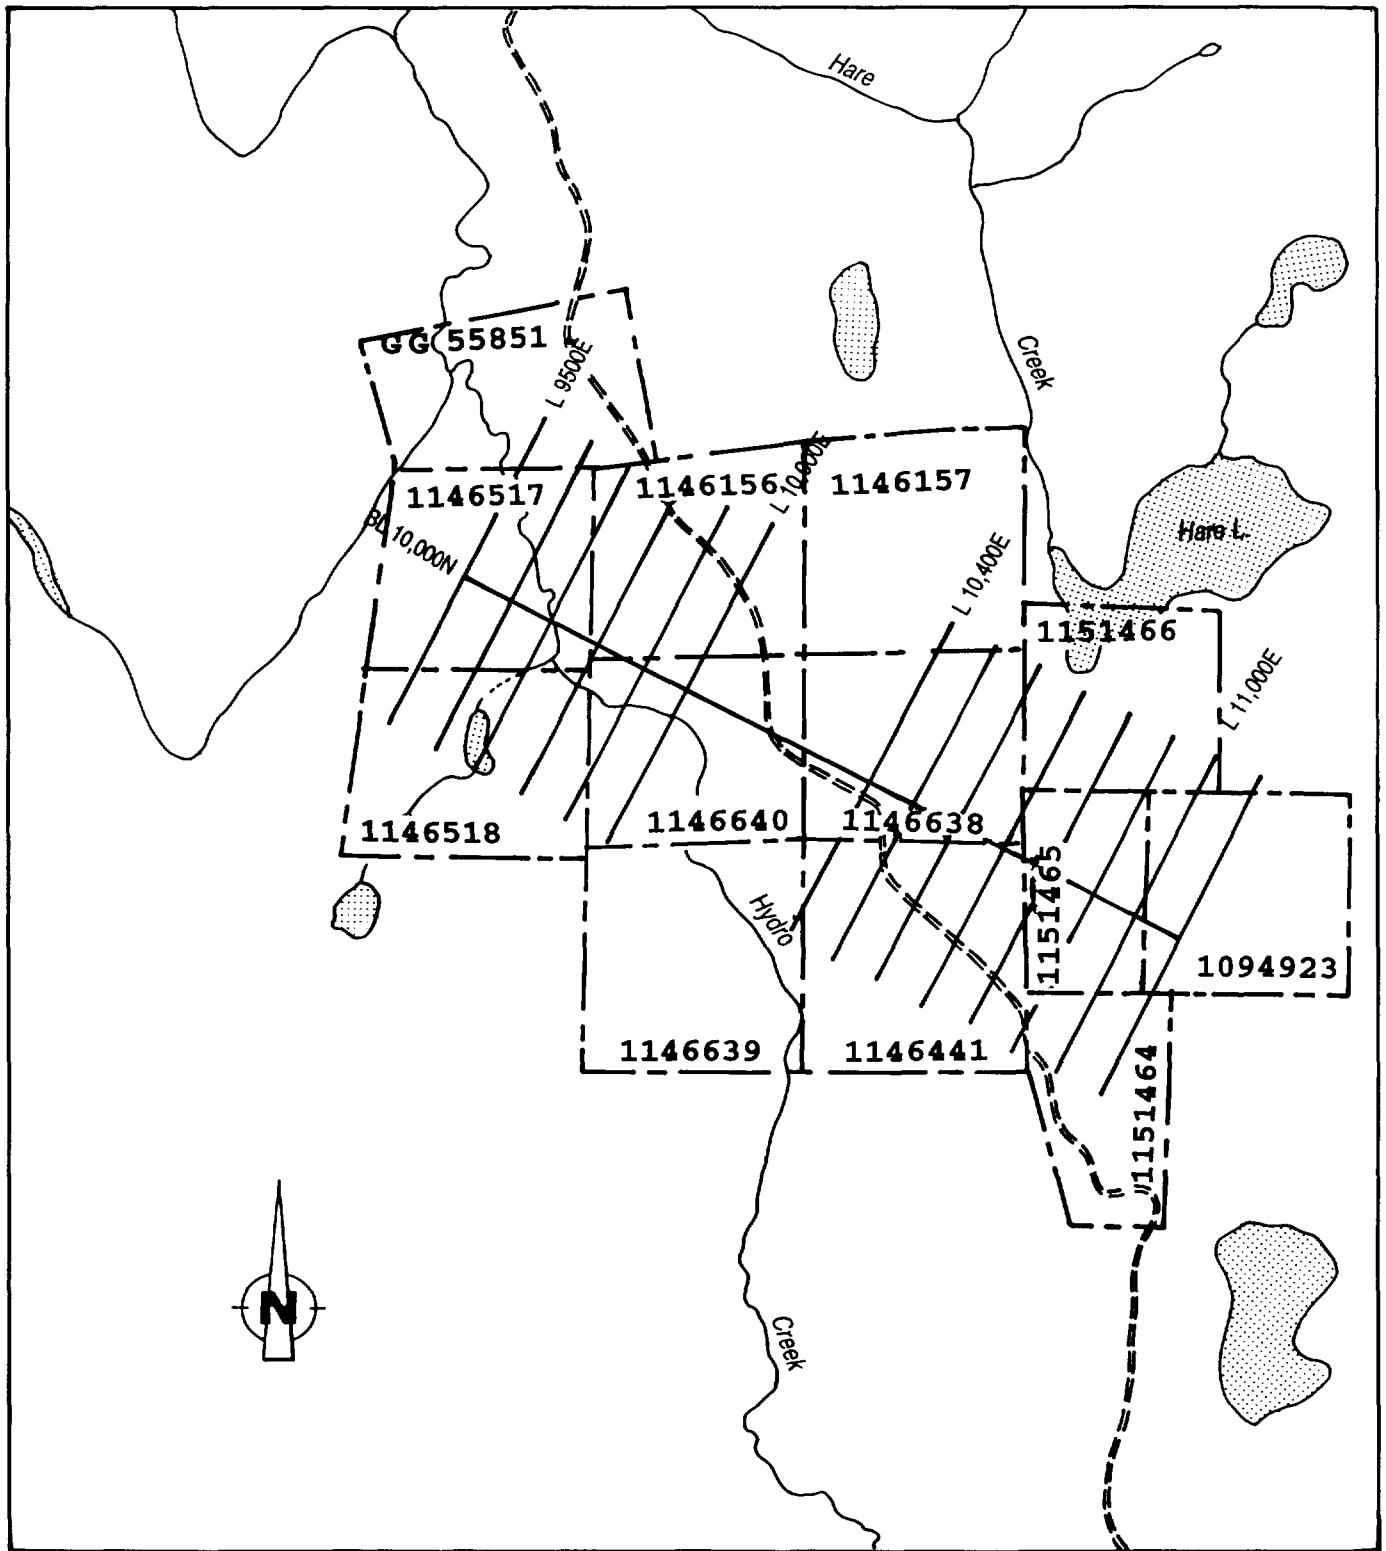 Hare
Creek
GG 55851
L 9500E
1146517
1146156
L 10,000E
1146157
BL 10,000N
Hare L.
L 10,400E
1151466
L 11,000E
1146518
1146640
1146638
1151465
Hydro
1094923
1146639
1146441
1151464
N
Creek